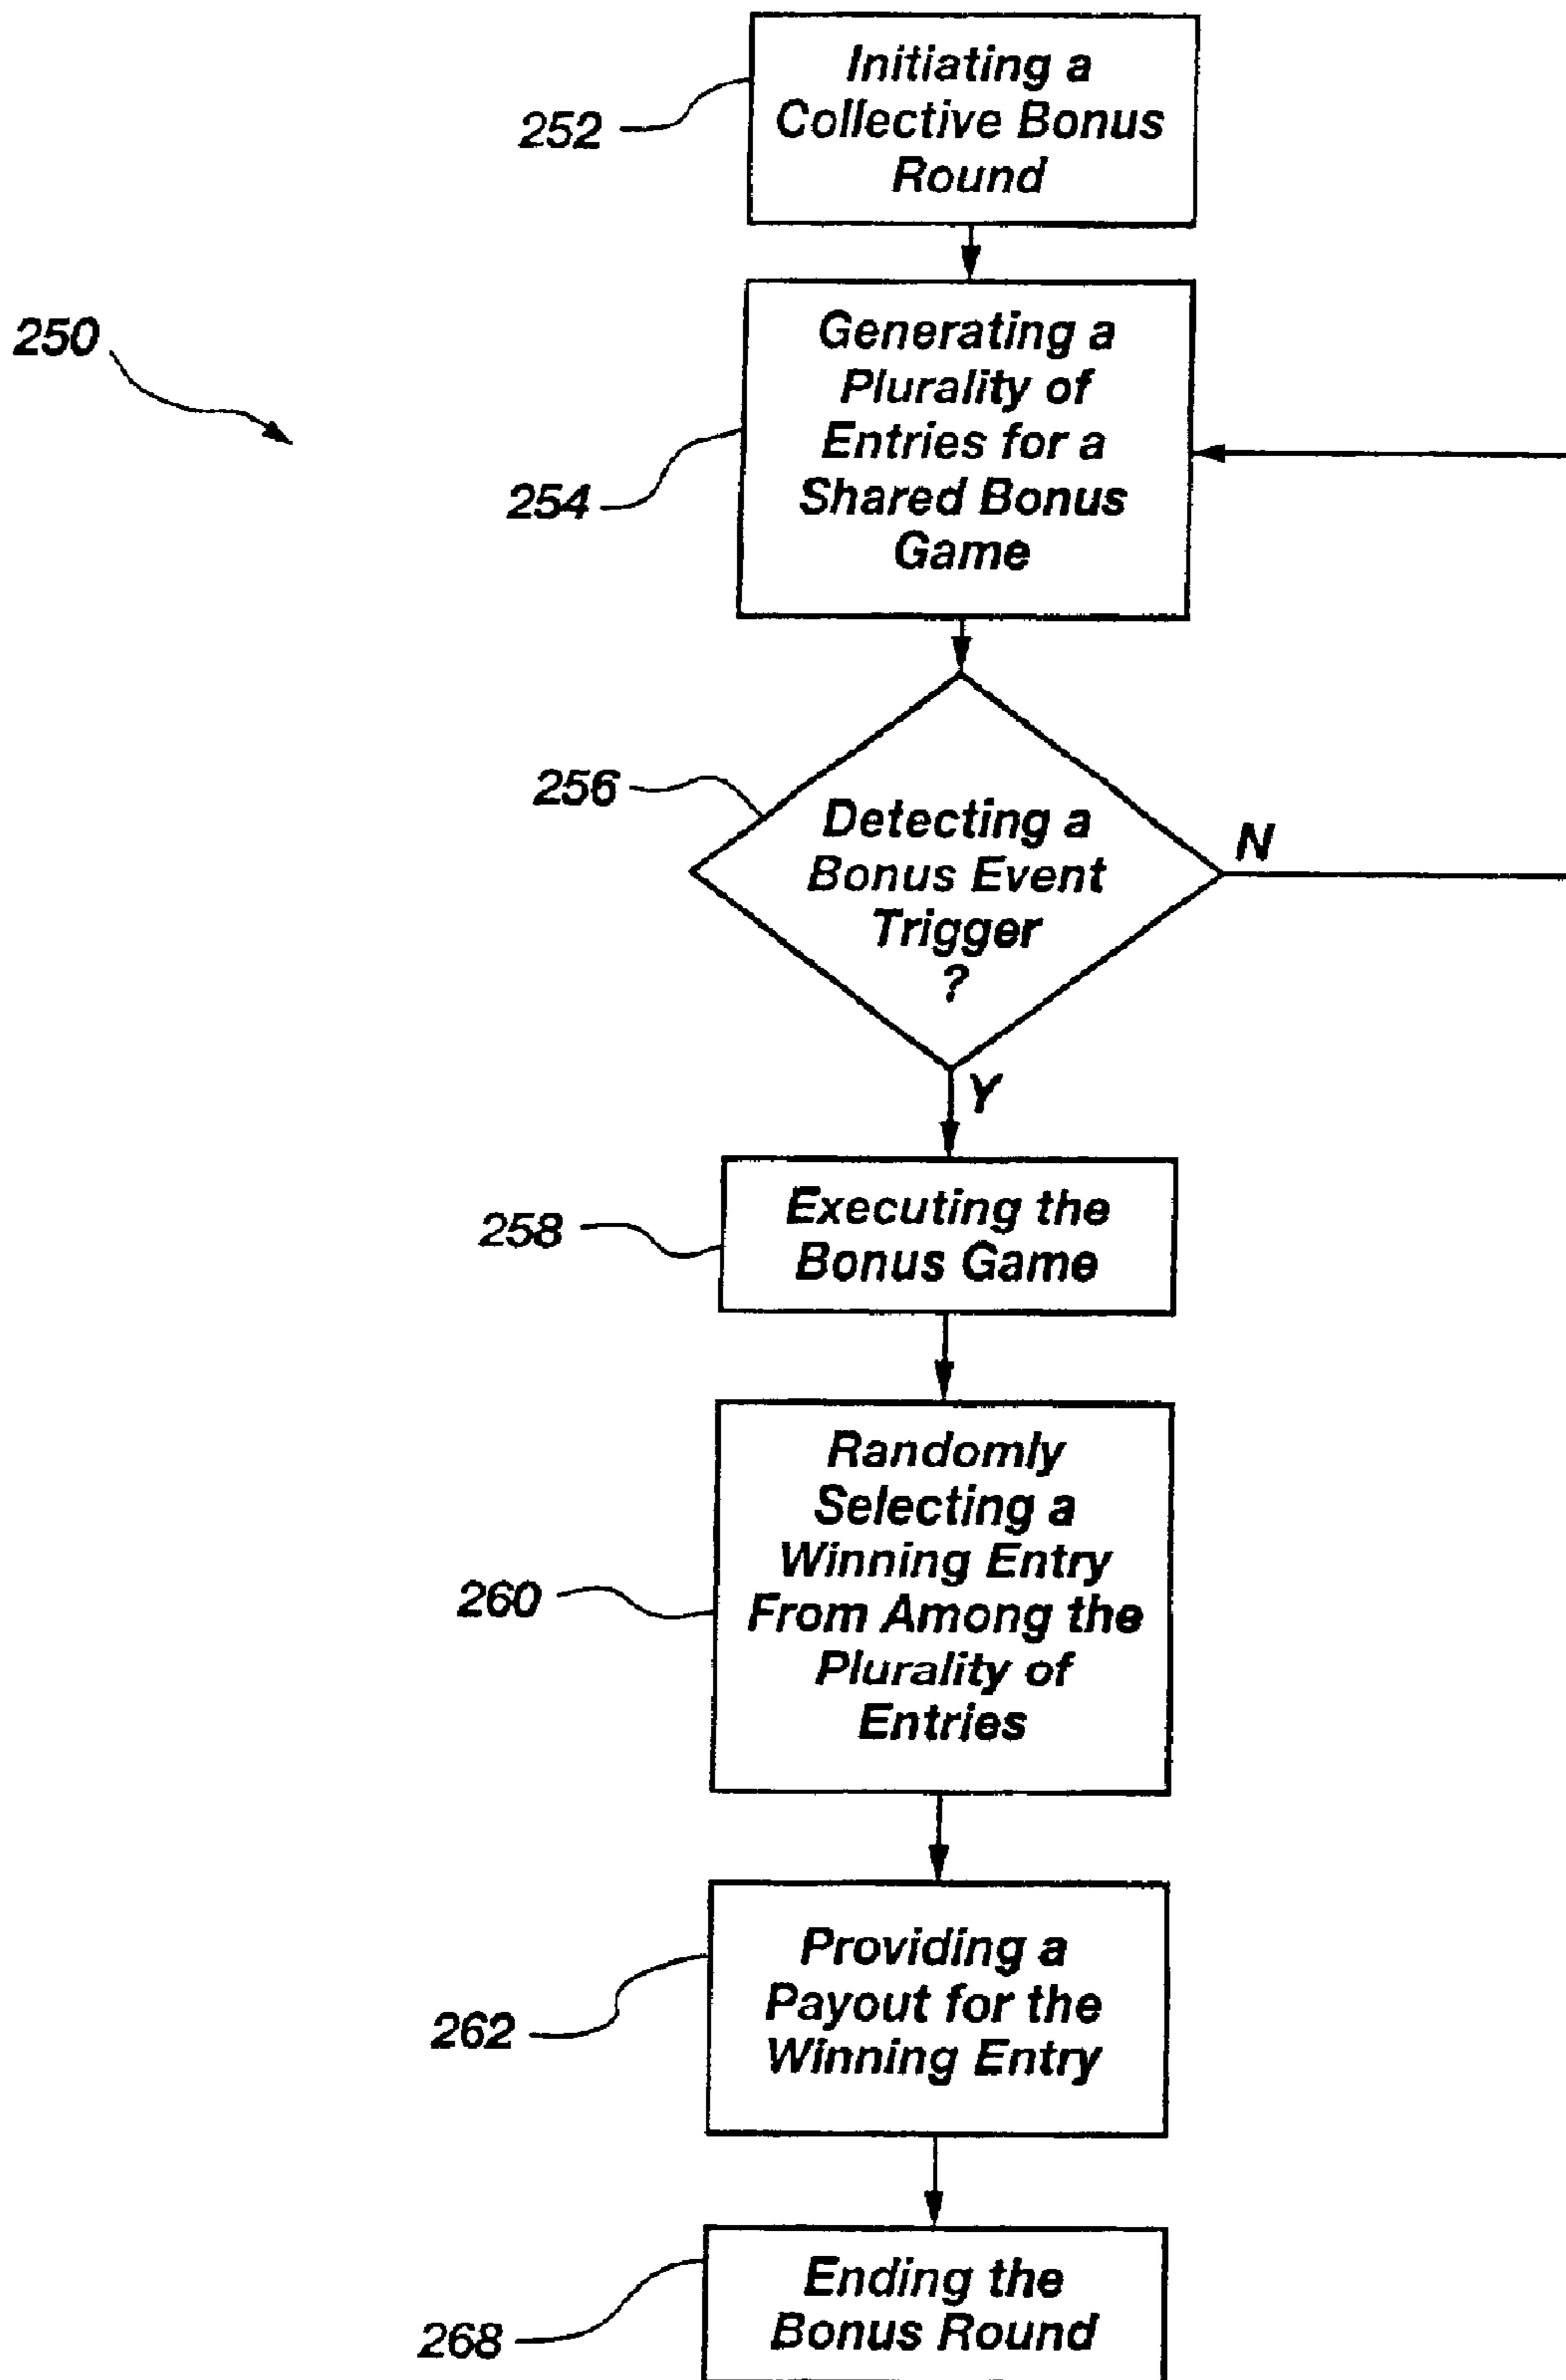 Initiating a
Collective Bonus
Round
252
250
Generating a
Plurality of
Entries for a
Shared Bonus
Game
254
256
Detecting a
Bonus Event
Trigger
?
N
Y
258
Executing the
Bonus Game
Randomly
Selecting a
Winning Entry
From Among the
Plurality of
Entries
260
Providing a
Payout for the
Winning Entry
262
Ending the
Bonus Round
268